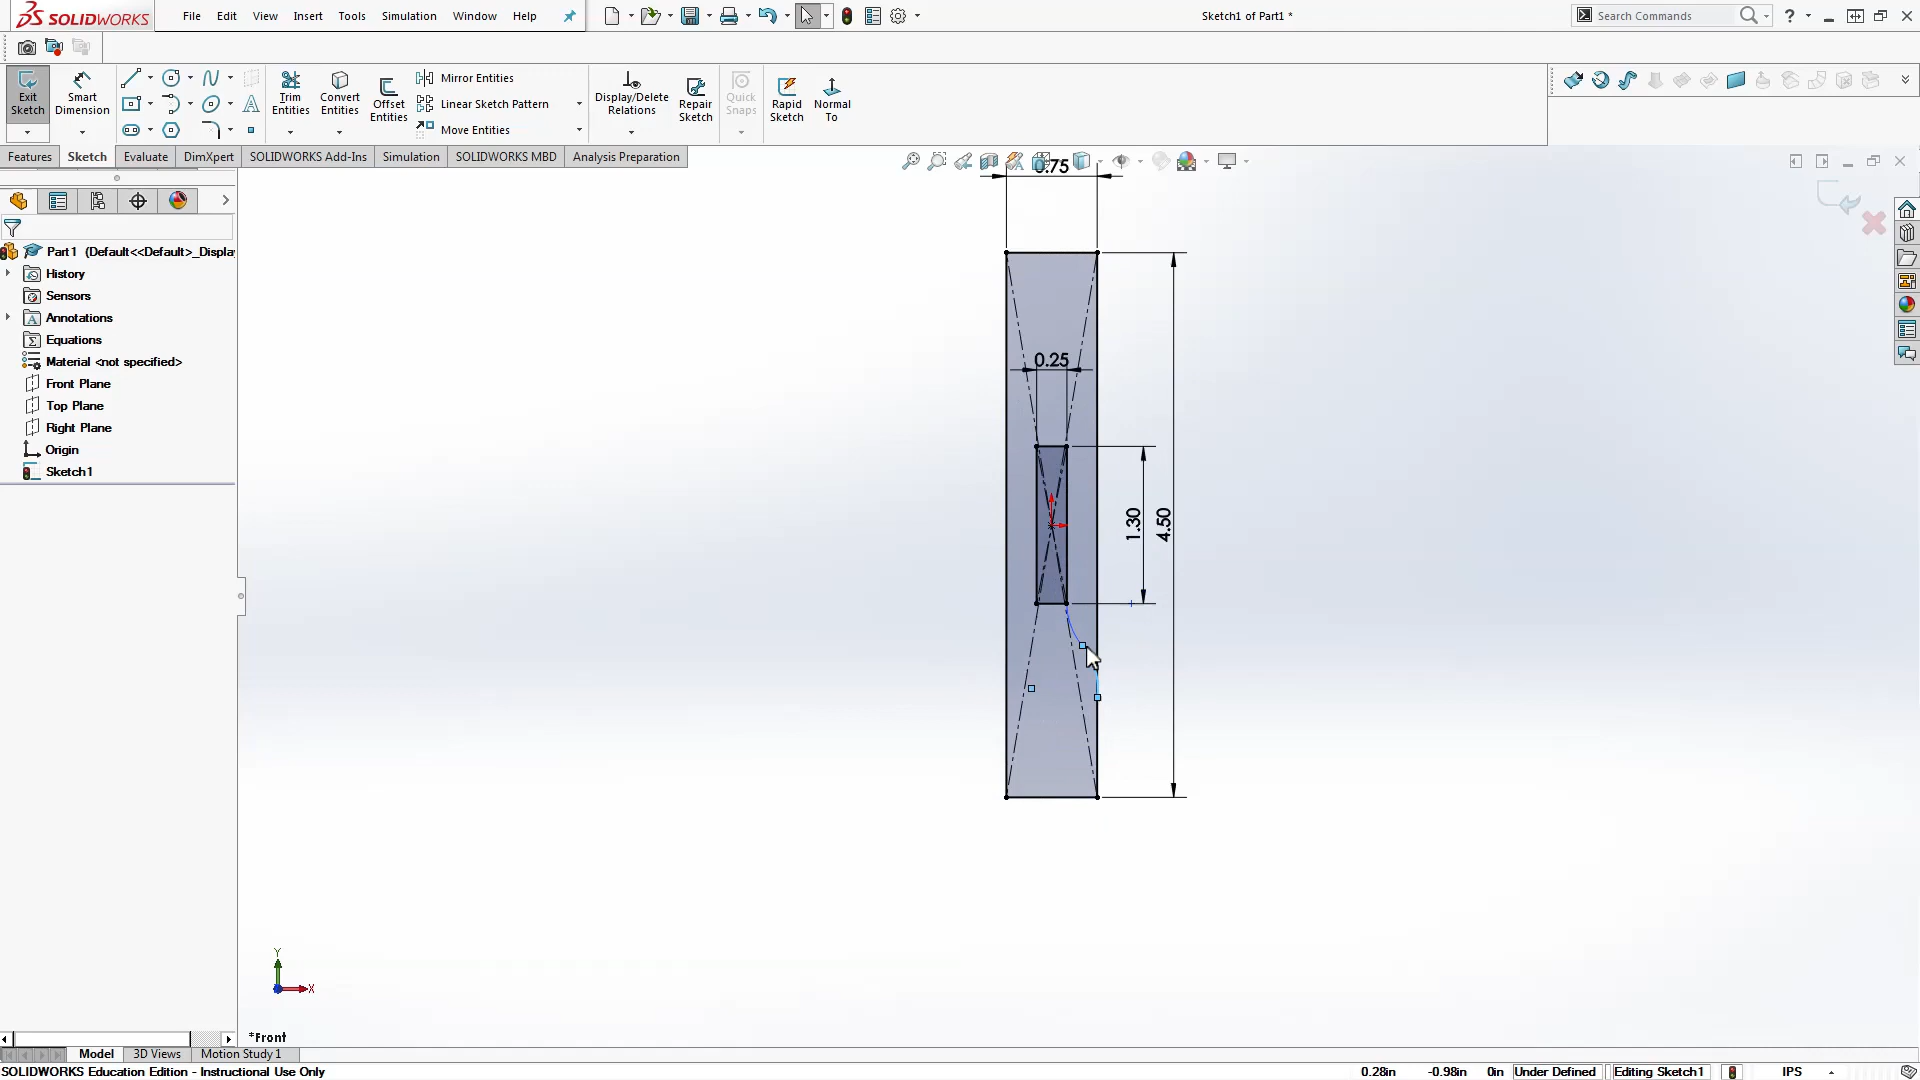 SOLIDWORKS File Edit View Insert Tools Simulation Window Help Sketch1 of Part1 * Search Commands
Exit Sketch
Smart Dimension
Trim Entities
Convert Entities
Offset Entities
Mirror Entities
Linear Sketch Pattern
Move Entities
Display/Delete Relations
Repair Sketch
Quick Snaps
Rapid Sketch
Normal To
Features Sketch Evaluate DimXpert SOLIDWORKS Add-Ins Simulation SOLIDWORKS MBD Analysis Preparation
Part1 (Default<<Default>_Displa
History
Sensors
Annotations
Equations
Material <not specified>
Front Plane
Top Plane
Right Plane
Origin
Sketch1
0.75
0.25
1.30
4.50
Y
X
*Front
Model 3D Views Motion Study 1
SOLIDWORKS Education Edition - Instructional Use Only 0.28in -0.98in 0in Under Defined Editing Sketch1 IPS